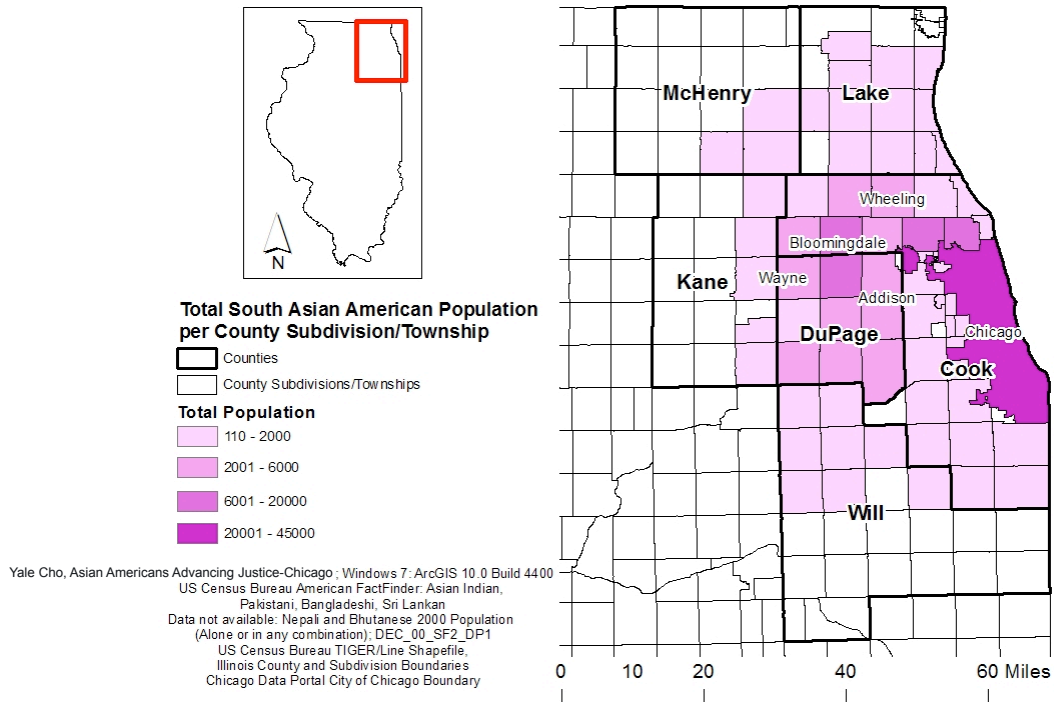 N
Total South Asian American Population
per County Subdivision/Township
Counties
County Subdivisions/Townships
Total Population
110 - 2000
2001 - 6000
6001 - 20000
20001 - 45000
Yale Cho, Asian Americans Advancing Justice-Chicago ; Windows 7: ArcGIS 10.0 Build 4400
US Census Bureau American FactFinder: Asian Indian,
Pakistani, Bangladeshi, Sri Lankan
Data not available: Nepali and Bhutanese 2000 Population
(Alone or in any combination); DEC_00_SF2_DP1
US Census Bureau TIGER/Line Shapefile,
Illinois County and Subdivision Boundaries
Chicago Data Portal City of Chicago Boundary
McHenry
Lake
Wheeling
Bloomingdale
Kane
Wayne
Addison
DuPage
Chicago
Cook
Will
0 10 20 40 60 Miles